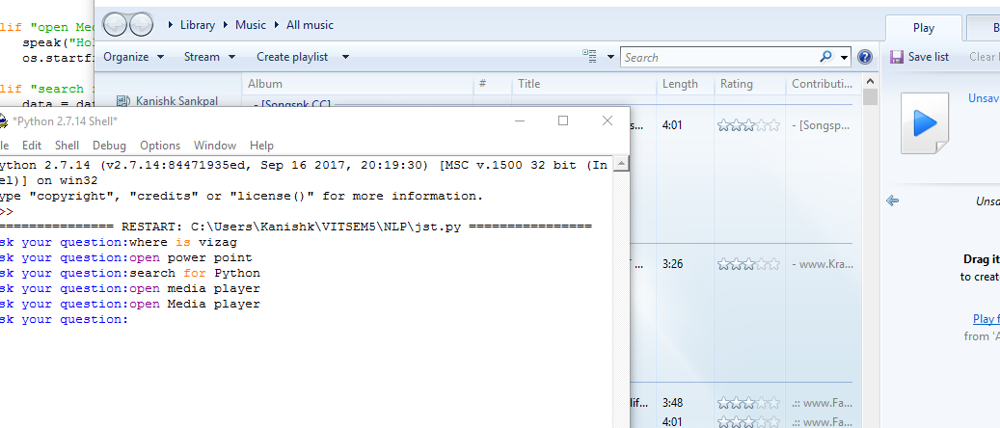 lif "open Med
speak("Hol
os.startfi
lif "search f
data = dat
Library Music All music
Organize Stream Create playlist Search
Album # Title Length Rating Contributi...
Kanishk Sankpal
- [Songspk.CC]
s... 4:01 - [Songsp...
... 3:26 - www.Kra...
lif... 3:48 .:: www.Fa...
4:01 .:: www.Fa...
Play B
Save list Clear l
Unsav
Unsa
Drag it
to creat
Play f
from 'A
*Python 2.7.14 Shell*
le Edit Shell Debug Options Window Help
ython 2.7.14 (v2.7.14:84471935ed, Sep 16 2017, 20:19:30) [MSC v.1500 32 bit (In
el)] on win32
ype "copyright", "credits" or "license()" for more information.
>>
=============== RESTART: C:\Users\Kanishk\VITSEM5\NLP\jst.py ================
sk your question:where is vizag
sk your question:open power point
sk your question:search for Python
sk your question:open media player
sk your question:open Media player
sk your question: